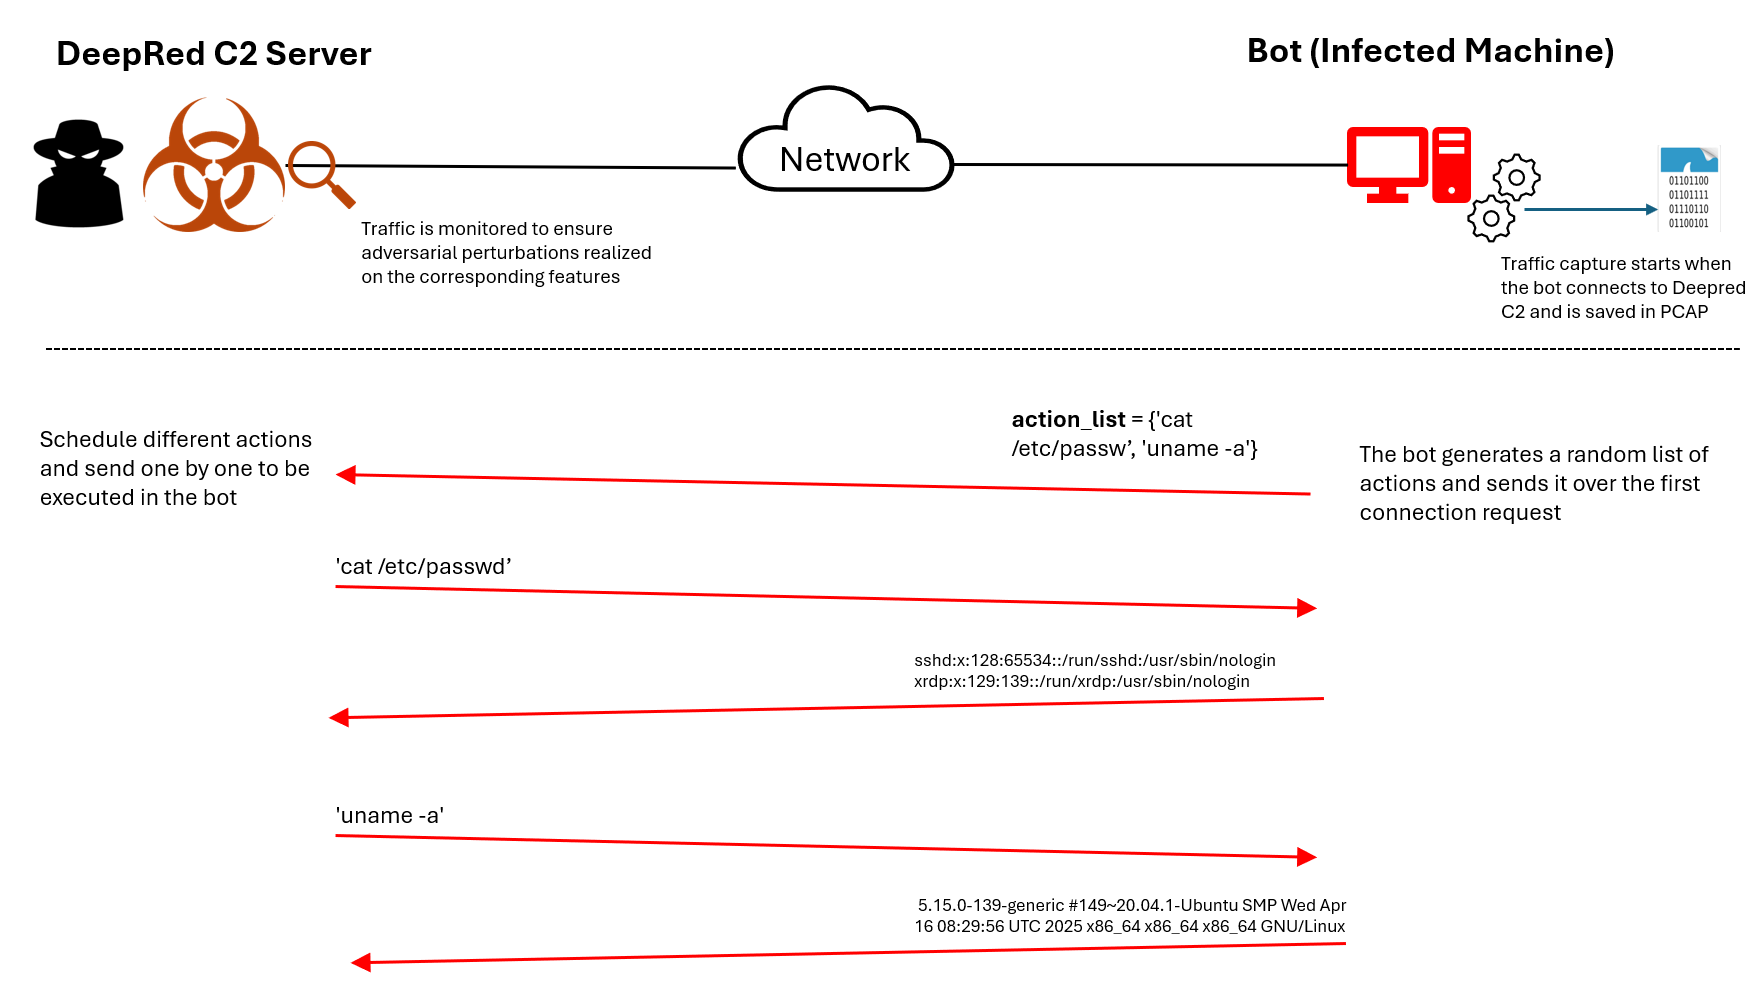 DeepRed C2 Server
Bot (Infected Machine)
Network
01101100
01101111
01110110
01100101
Traffic is monitored to ensure
adversarial perturbations realized
on the corresponding features
Traffic capture starts when
the bot connects to Deepred
C2 and is saved in PCAP
action_list = {'cat
/etc/passw’, 'uname -a'}
Schedule different actions
and send one by one to be
executed in the bot
The bot generates a random list of
actions and sends it over the first
connection request
'cat /etc/passwd’
sshd:x:128:65534::/run/sshd:/usr/sbin/nologin
xrdp:x:129:139::/run/xrdp:/usr/sbin/nologin
'uname -a'
5.15.0-139-generic #149~20.04.1-Ubuntu SMP Wed Apr
16 08:29:56 UTC 2025 x86_64 x86_64 x86_64 GNU/Linux